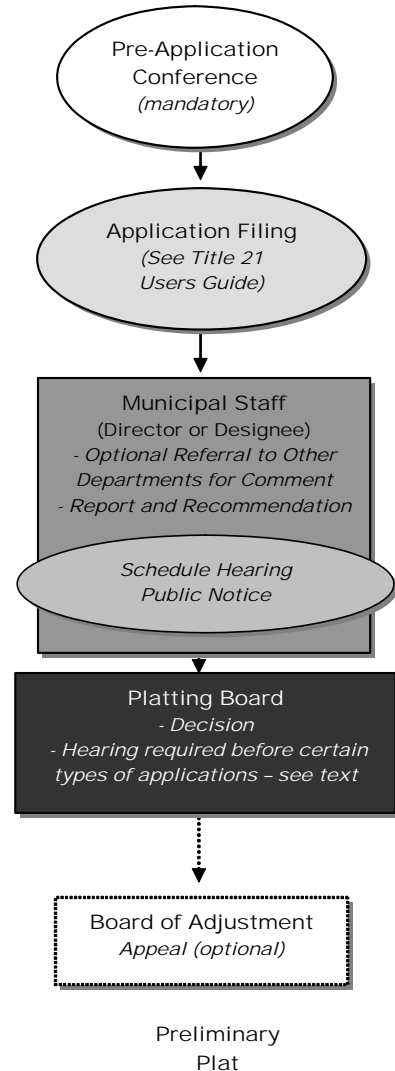 Pre-Application
Conference
(mandatory)
Application Filing
(See Title 21
Users Guide)
Municipal Staff
(Director or Designee)
- Optional Referral to Other
Departments for Comment
- Report and Recommendation
Schedule Hearing
Public Notice
Platting Board
- Decision
- Hearing required before certain
types of applications – see text
Board of Adjustment
Appeal (optional)
Preliminary
Plat